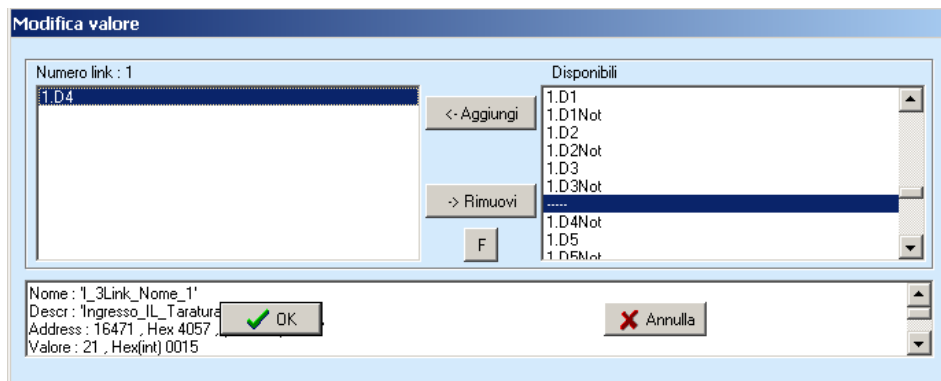 Modifica valore
Numero link : 1
Disponibili
1.D4
<- Aggiungi
-> Rimuovi
F
1.D1
1.D1Not
1.D2
1.D2Not
1.D3
1.D3Not
-----
1.D4Not
1.D5
1.D5Not
Nome : 'I_3Link_Nome_1'
Descr : 'Ingresso_IL_Taratura
Address : 16471 , Hex 4057 ,
Valore : 21 , Hex(int) 0015
OK
Annulla